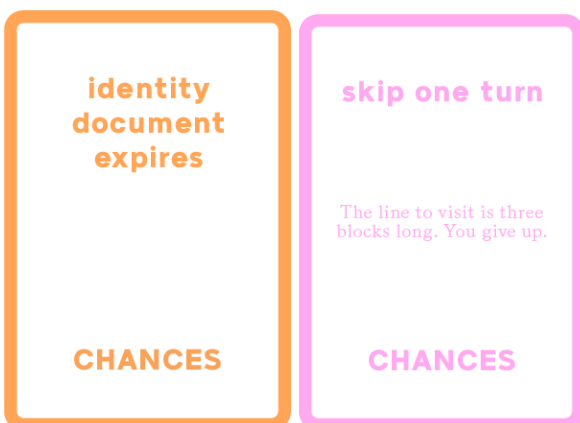 identity
document
expires
CHANCES
skip one turn
The line to visit is three
blocks long. You give up.
CHANCES